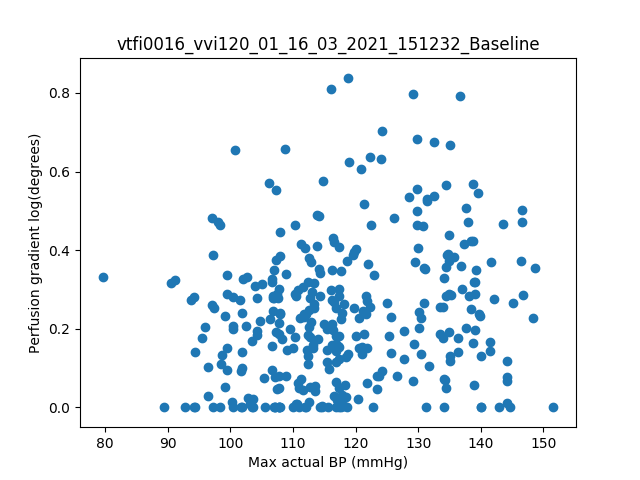 vtfi0016_vvi120_01_16_03_2021_151232_Baseline
Perfusion gradient log(degrees)
0.8
0.6
0.4
0.2
0.0
80 90 100 110 120 130 140 150
Max actual BP (mmHg)